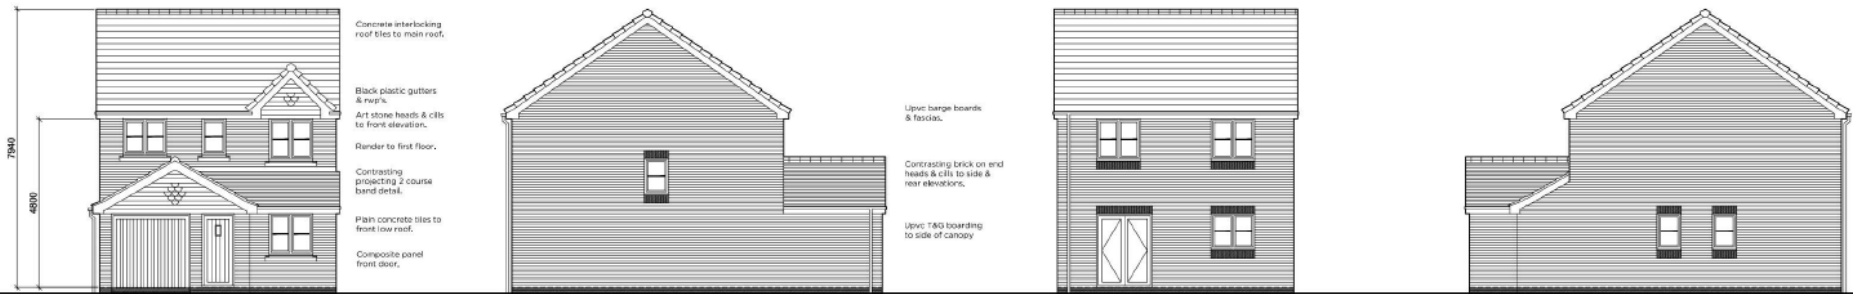 7940
4800
Concrete interlocking
roof tiles to main roof.
Black plastic gutters
& rwp's.
Art stone heads & cills
to front elevation.
Render to first floor.
Contrasting
projecting 2 course
band detail.
Plain concrete tiles to
front low roof.
Composite panel
front door.
Upvc barge boards
& fascias.
Contrasting brick on end
heads & cills to side &
rear elevations.
Upvc T&G boarding
to side of canopy